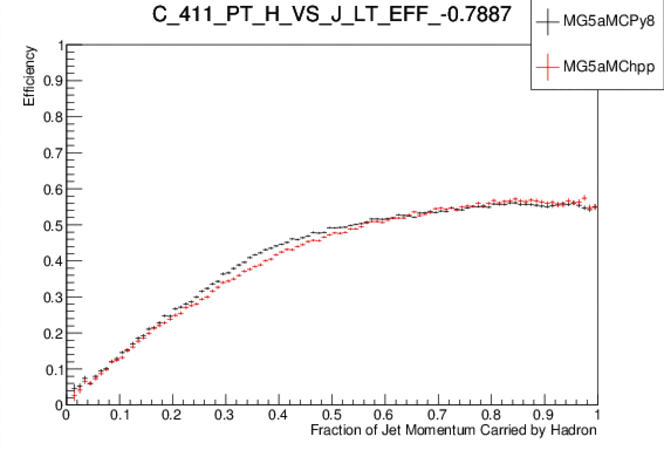 C_411_PT_H_VS_J_LT_EFF_-0.7887
MG5aMCPy8
MG5aMChpp
Efficiency
1
0.9
0.8
0.7
0.6
0.5
0.4
0.3
0.2
0.1
0
0 0.1 0.2 0.3 0.4 0.5 0.6 0.7 0.8 0.9 1
Fraction of Jet Momentum Carried by Hadron